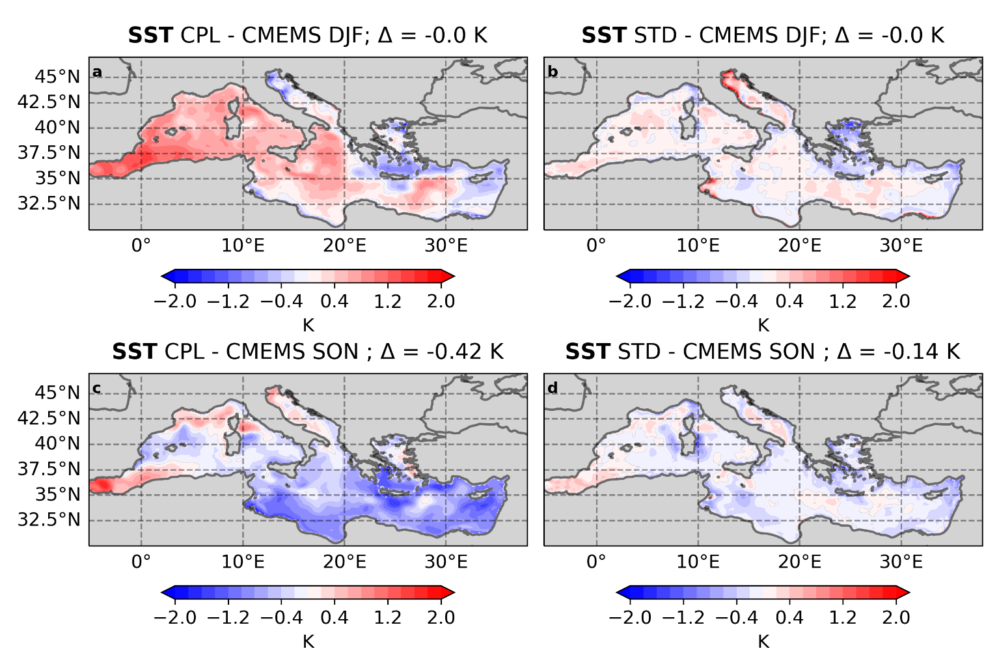 SST CPL - CMEMS DJF; Δ = -0.0 K
SST STD - CMEMS DJF; Δ = -0.0 K
a
b
45°N
42.5°N
40°N
37.5°N
35°N
32.5°N
0° 10°E 20°E 30°E
0° 10°E 20°E 30°E
−2.0 −1.2 −0.4 0.4 1.2 2.0
−2.0 −1.2 −0.4 0.4 1.2 2.0
K
K
SST CPL - CMEMS SON ; Δ = -0.42 K
SST STD - CMEMS SON ; Δ = -0.14 K
c
d
45°N
42.5°N
40°N
37.5°N
35°N
32.5°N
0° 10°E 20°E 30°E
0° 10°E 20°E 30°E
−2.0 −1.2 −0.4 0.4 1.2 2.0
−2.0 −1.2 −0.4 0.4 1.2 2.0
K
K